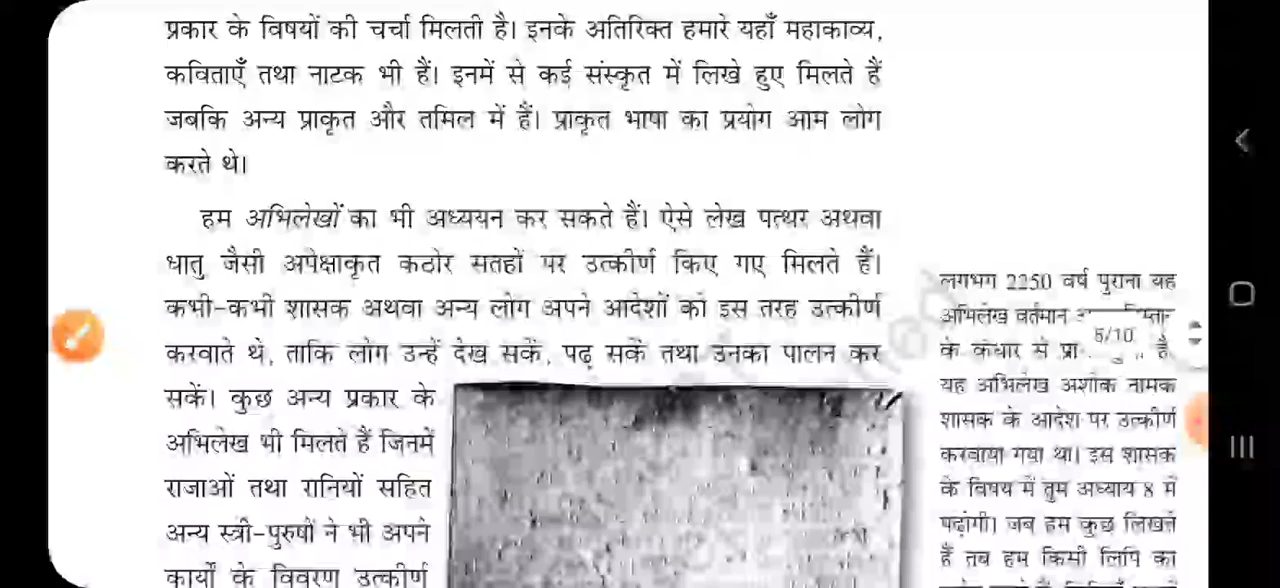 प्रकार के विषयों की चर्चा मिलती है। इनके अतिरिक्त हमारे यहाँ महाकाव्य,
कविताएँ तथा नाटक भी हैं। इनमें से कई संस्कृत में लिखे हुए मिलते हैं
जबकि अन्य प्राकृत और तमिल में हैं। प्राकृत भाषा का प्रयोग आम लोग
करते थे।
हम अभिलेखों का भी अध्ययन कर सकते हैं। ऐसे लेख पत्थर अथवा
धातु जैसी अपेक्षाकृत कठोर सतहों पर उत्कीर्ण किए गए मिलते हैं।
कभी-कभी शासक अथवा अन्य लोग अपने आदेशों को इस तरह उत्कीर्ण
करवाते थे, ताकि लोग उन्हें देख सकें, पढ़ सकें तथा उनका पालन कर
सकें। कुछ अन्य प्रकार के
अभिलेख भी मिलते हैं जिनमें
राजाओं तथा रानियों सहित
अन्य स्त्री-पुरुषों ने भी अपने
कार्यों के विवरण उत्कीर्ण
लगभग 2250 वर्ष पुराना यह
अभिलेख वर्तमान
के कंधार से है
यह अभिलेख अशोक नामक
शासक के आदेश पर उत्कीर्ण
करवाया गया था। इस शासक
के विषय में तुम अध्याय 8 में
पढ़ोगी। जब हम कुछ लिखते
हैं तब हम किसी लिपि का
5/10